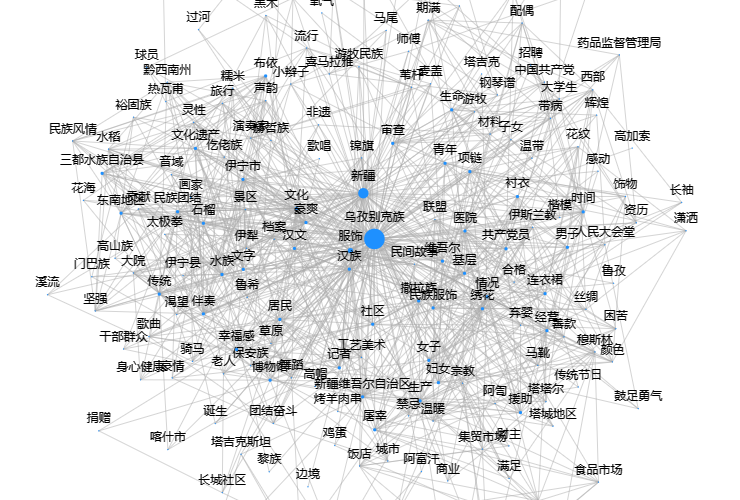 黑木
氧气
期满
过河
马尾
配偶
流行
师傅
药品监督管理局
球员
游牧民族
喜马拉雅
布依
塔吉克
招聘
黔西南州
糯米
小辫子
苇杆
麦盖
中国共产党
西部
热瓦甫
旅行
声韵
钢琴谱
大学生
生命
游牧
裕固族
灵性
非遗
带病
辉煌
材料
子女
民族风情
水稻
文化遗产
演奏家
审查
花纹
高加索
仡佬族
歌唱
锦旗
青年
温带
三都水族自治县
音域
伊宁市
项链
感动
新疆
花海
画家
衬衣
饰物
长袖
东南地区
贡献
民族团结
景区
文化
时间
石榴
豪爽
联盟
楷模
资历
太极拳
乌孜别克族
伊斯兰教
潇洒
档案
医院
伊犁
汉文
服饰
共产党员
男子
人民大会堂
高山族
民间故事
维吾尔
门巴族
大院
伊宁县
水族
文字
汉族
基层
合格
鲁孜
溪流
传统
鲁希
情况
连衣裙
撒拉族
坚强
渴望
伴奏
民族服饰
绣花
丝绸
居民
社区
弃婴
经营
困苦
歌曲
善款
干部群众
幸福感
草原
工艺美术
女子
穆斯林
骑马
保安族
记者
马靴
颜色
身心健康
豪情
老人
博物馆
舞蹈
高帽
妇女
宗教
传统节日
新疆维吾尔自治区
生产
阿訇
塔塔尔
烤羊肉串
禁忌
温暖
援助
鼓足勇气
捐赠
诞生
团结奋斗
屠宰
塔城地区
喀什市
鸡蛋
集贸市场
财主
塔吉克斯坦
饭店
城市
黎族
阿富汗
满足
长城社区
边境
商业
食品市场